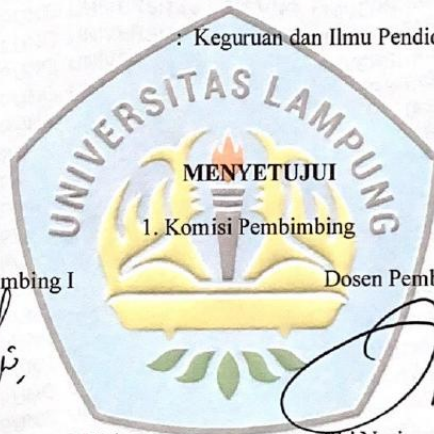 : Keguruan dan Ilmu Pendid
UNIVERSITAS LAMPUNG
MENYETUJUI
1. Komisi Pembimbing
mbing I Dosen Pemb